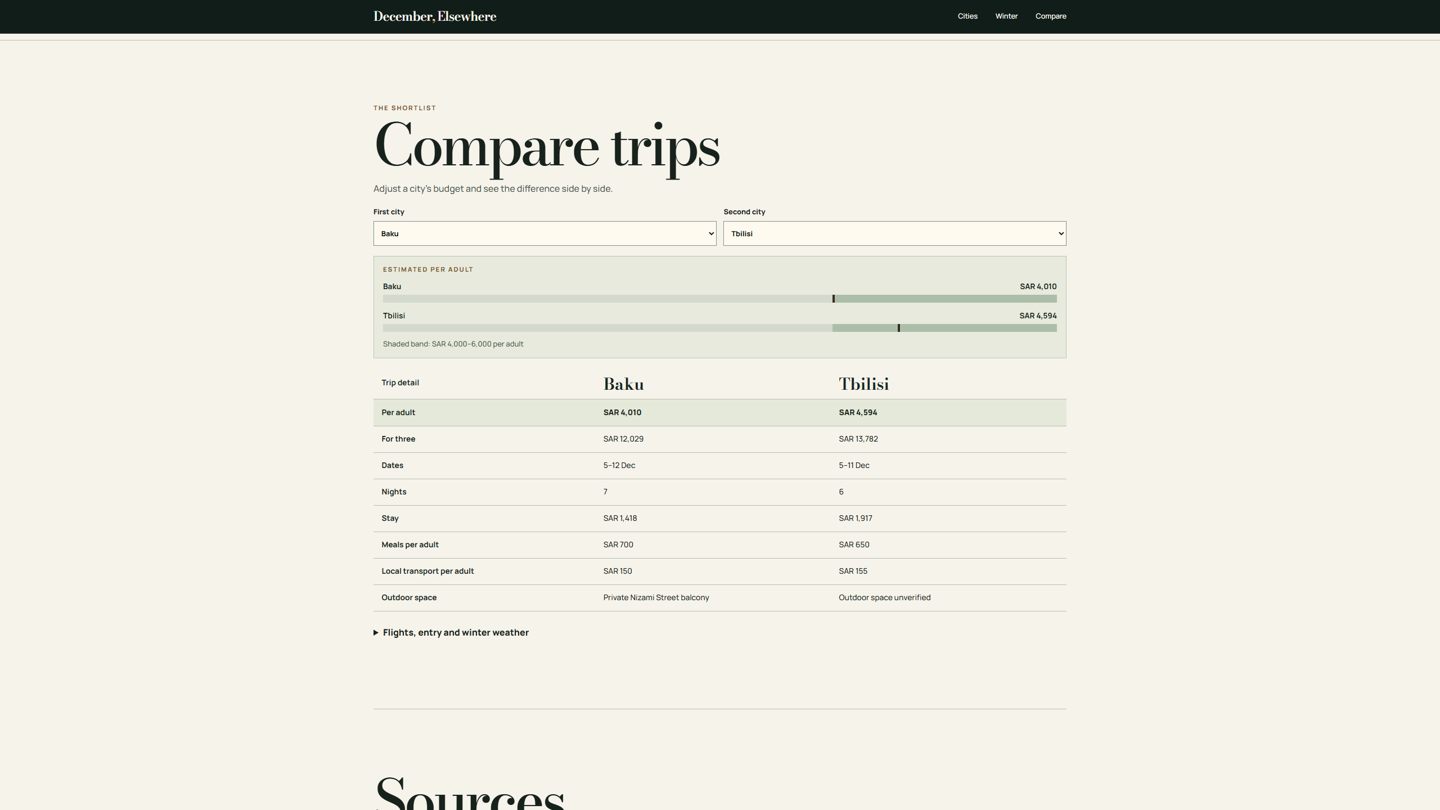 December, Elsewhere
Cities Winter Compare
THE SHORTLIST
Compare trips
Adjust a city's budget and see the difference side by side.
First city Second city
Baku Tbilisi
ESTIMATED PER ADULT
Baku SAR 4,010
Tbilisi SAR 4,594
Shaded band: SAR 4,000–6,000 per adult
Trip detail Baku Tbilisi
Per adult SAR 4,010 SAR 4,594
For three SAR 12,029 SAR 13,782
Dates 5–12 Dec 5–11 Dec
Nights 7 6
Stay SAR 1,418 SAR 1,917
Meals per adult SAR 700 SAR 650
Local transport per adult SAR 150 SAR 155
Outdoor space Private Nizami Street balcony Outdoor space unverified
Flights, entry and winter weather
Sources